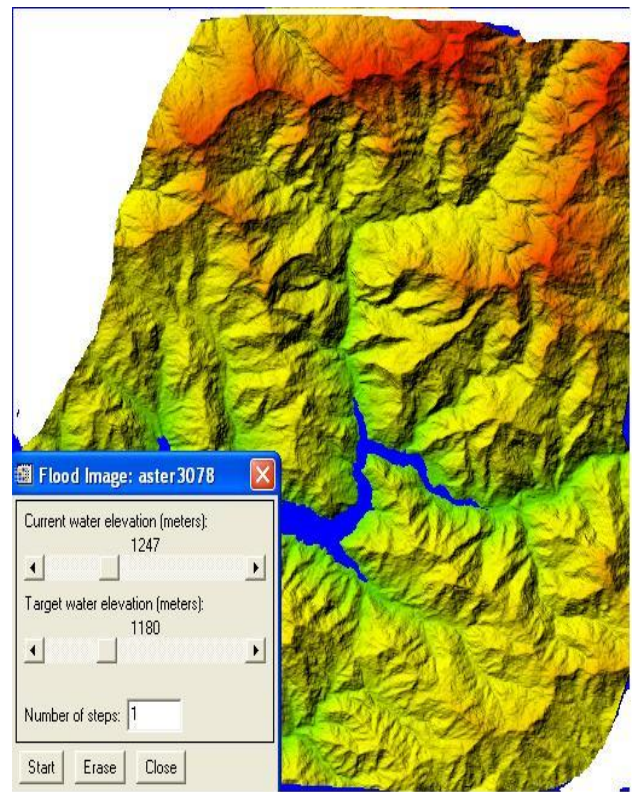 Flood Image: aster3078
Current water elevation (meters):
1247
Target water elevation (meters):
1180
Number of steps: 1
Start Erase Close